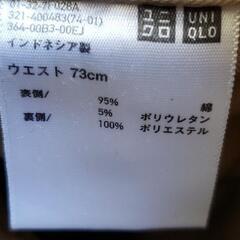 321-400483(74-01)
364-00B3-00EJ
ユニ UNI
クロ QLO
インドネシア製
ウエスト 73cm
表側/ 95% 綿
5% ポリウレタン
裏側/ 100% ポリエステル